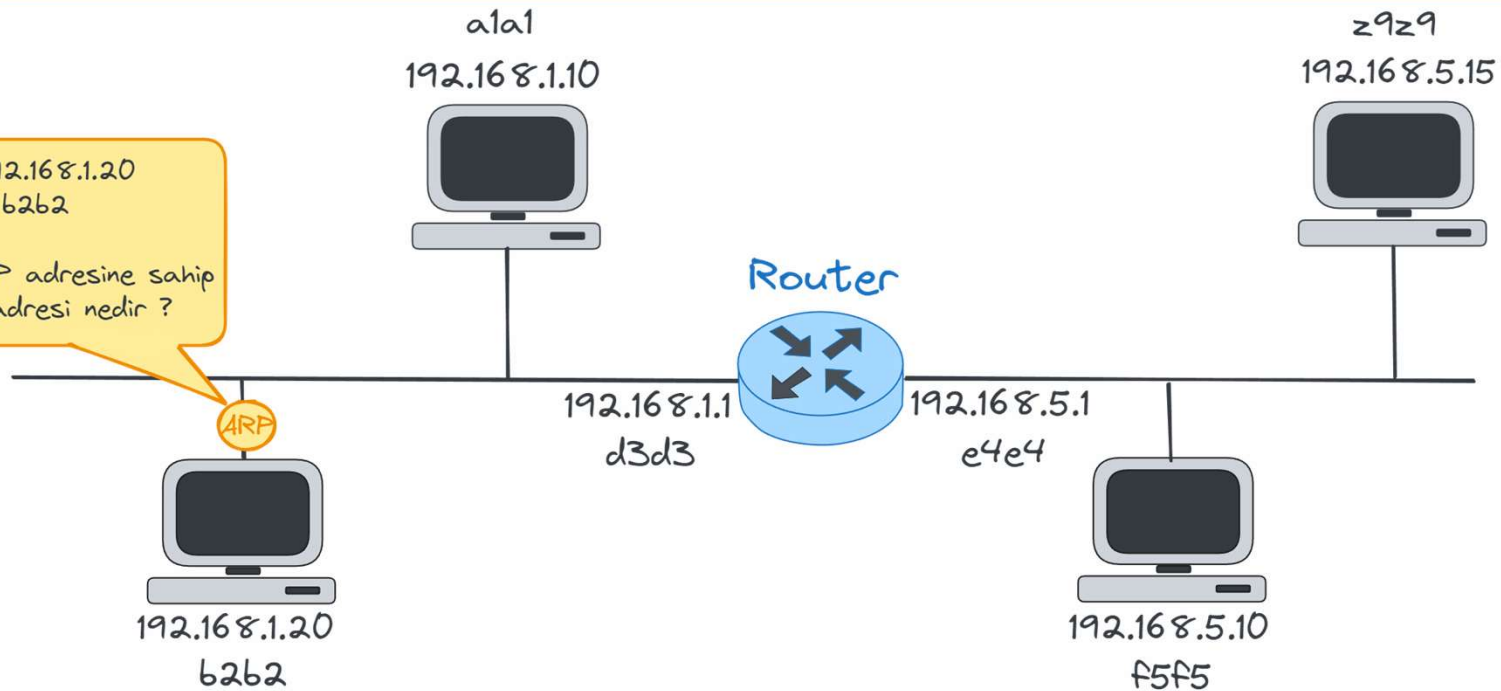 a1a1
192.168.1.10
z9z9
192.168.5.15
2.168.1.20
b2b2
adresine sahip
adresi nedir ?
Router
ARP
192.168.1.1
d3d3
192.168.5.1
e4e4
192.168.1.20
b2b2
192.168.5.10
f5f5